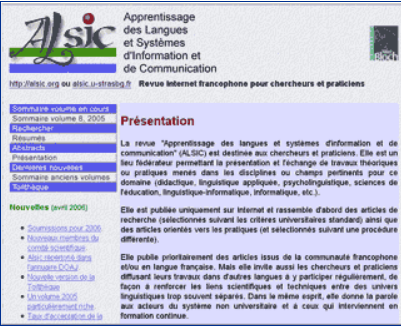 Alsic
Apprentissage
des Langues
et Systèmes
d'Information et
de Communication
Bloch
http://alsic.org ou alsic.u-strasbg.fr Revue Internet francophone pour chercheurs et praticiens
Sommaire volume en cours
Sommaire volume 8, 2005
Rechercher
Résumés
Abstracts
Présentation
Dernières nouvelles
Sommaire anciens volumes
Toilthèque
Nouvelles (avril 2006)
Soumissions pour 2006
Nouveaux membres du
comité scientifique
Alsic répertorié dans
l'annuaire DOAJ
Nouvelle version de la
Toilthèque
Un volume 2005
particulièrement riche
Taux d'acceptation de la
Présentation
La revue "Apprentissage des langues et systèmes d'information et de
communication" (ALSIC) est destinée aux chercheurs et praticiens. Elle est un
lieu fédérateur permettant la présentation et l'échange de travaux théoriques
ou pratiques menés dans les disciplines ou champs pertinents pour ce
domaine (didactique, linguistique appliquée, psycholinguistique, sciences de
l'éducation, linguistique-informatique, informatique, etc.).
Elle est publiée uniquement sur Internet et rassemble d'abord des articles de
recherche (sélectionnés suivant les critères universitaires standard) ainsi que
des articles orientés vers les pratiques (et sélectionnés suivant une procédure
différente).
Elle publie prioritairement des articles issus de la communauté francophone
et/ou en langue française. Mais elle invite aussi les chercheurs et praticiens
diffusant leurs travaux dans d'autres langues à y participer régulièrement, de
façon à renforcer les liens scientifiques et techniques entre des univers
linguistiques trop souvent séparés. Dans le même esprit, elle donne la parole
aux acteurs du système non universitaire et à ceux qui interviennent en
formation continue.